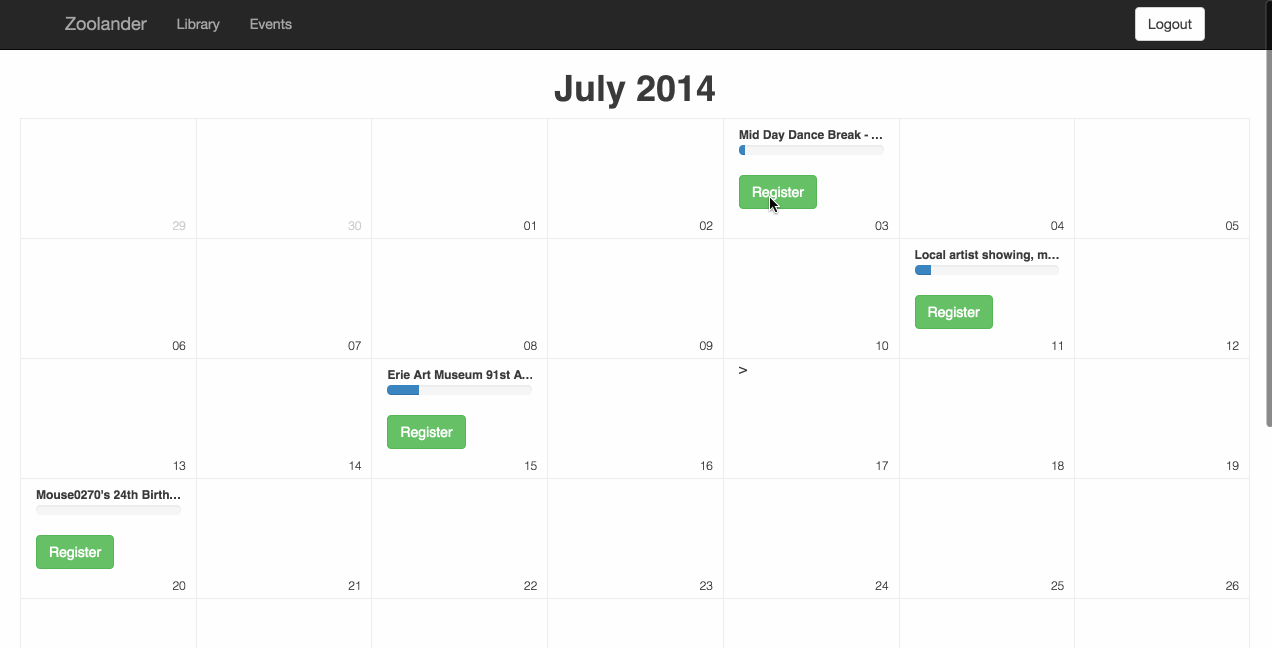 Zoolander Library Events Logout
July 2014
Mid Day Dance Break - ...
Register
29 30 01 02 03 04 05
Local artist showing, m...
Register
06 07 08 09 10 11 12
Erie Art Museum 91st A... >
Register
13 14 15 16 17 18 19
Mouse0270's 24th Birth...
Register
20 21 22 23 24 25 26